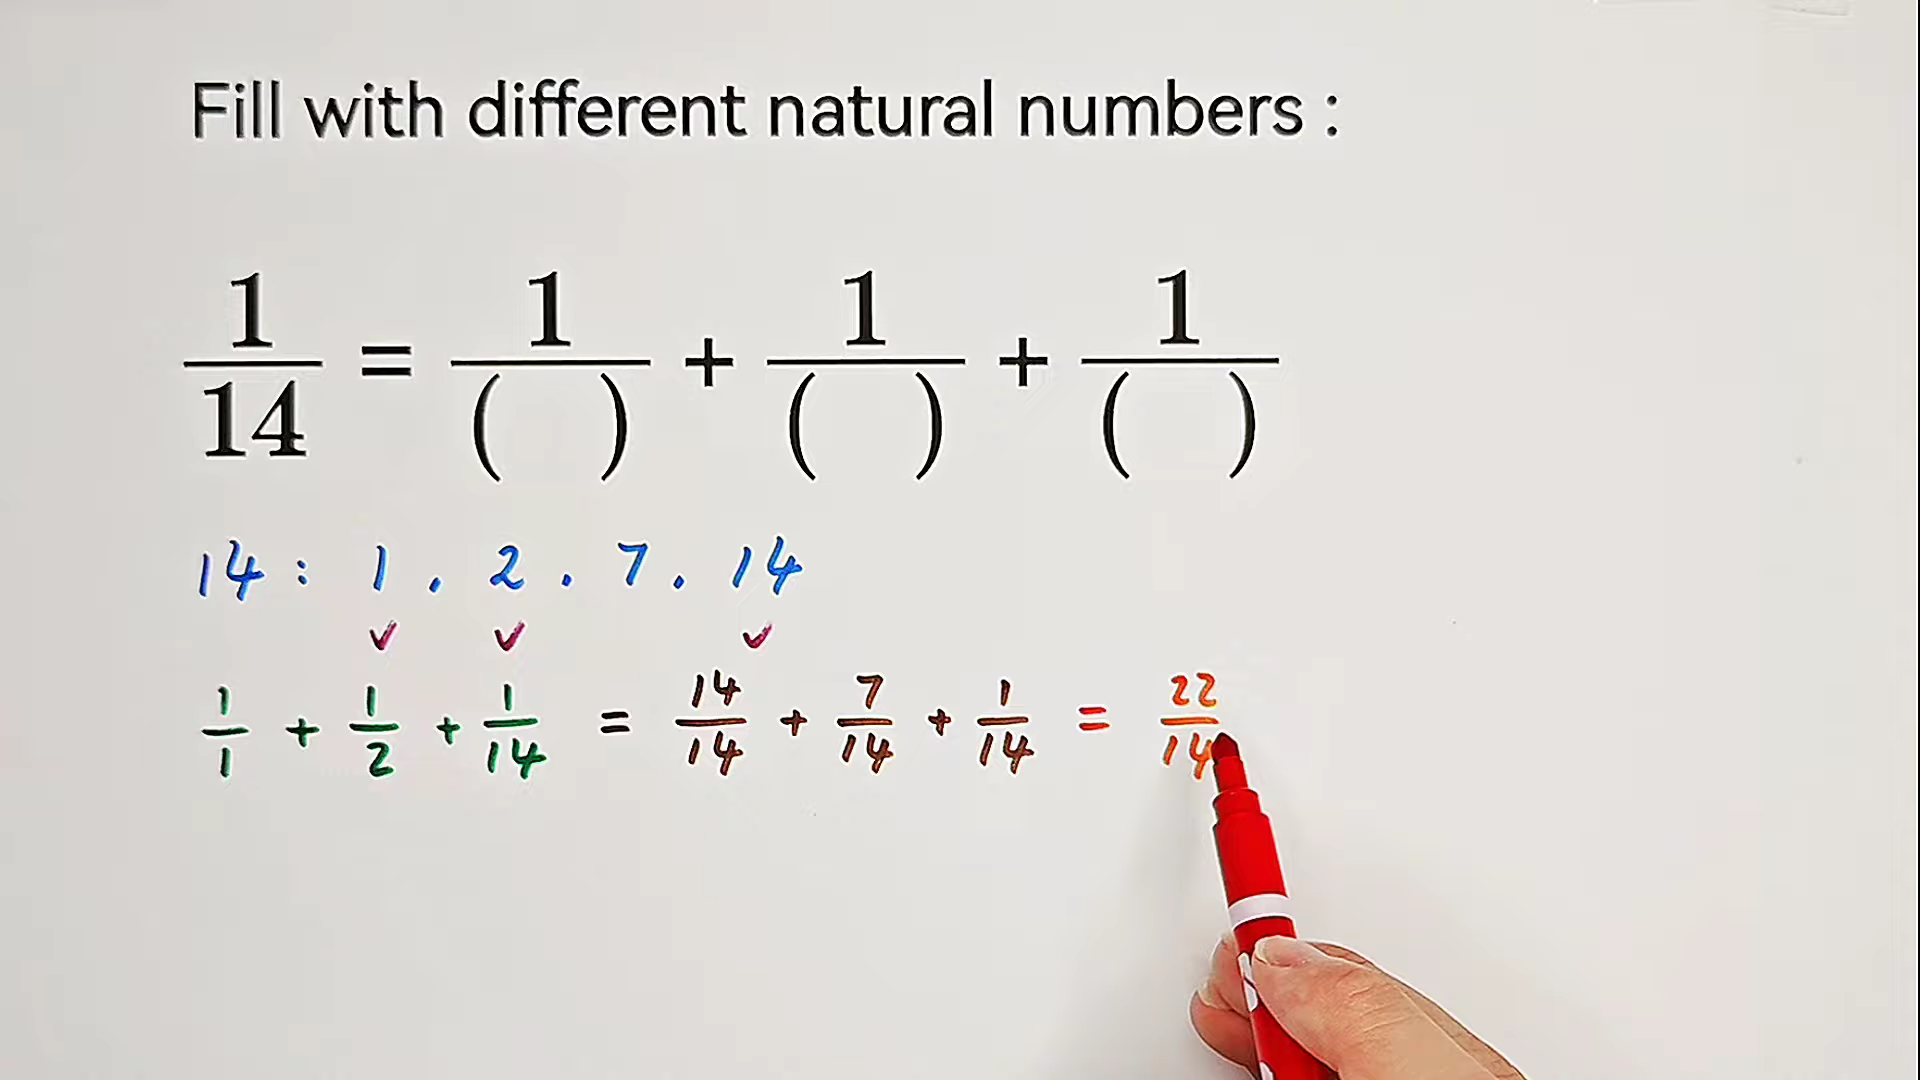 Fill with different natural numbers :
1/14 = 1/( ) + 1/( ) + 1/( )
14 : 1 . 2 . 7 . 14
✓ ✓ ✓
1/1 + 1/2 + 1/14 = 14/14 + 7/14 + 1/14 = 22/14